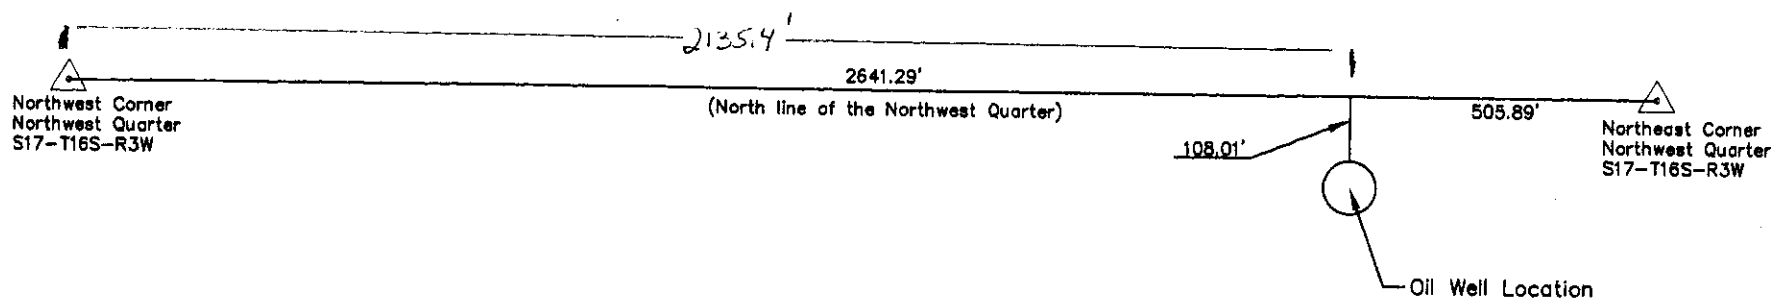 2135.4'
2641.29'
(North line of the Northwest Quarter)
505.89'
108.01'
Northwest Corner
Northwest Quarter
S17-T16S-R3W
Northeast Corner
Northwest Quarter
S17-T16S-R3W
Oil Well Location